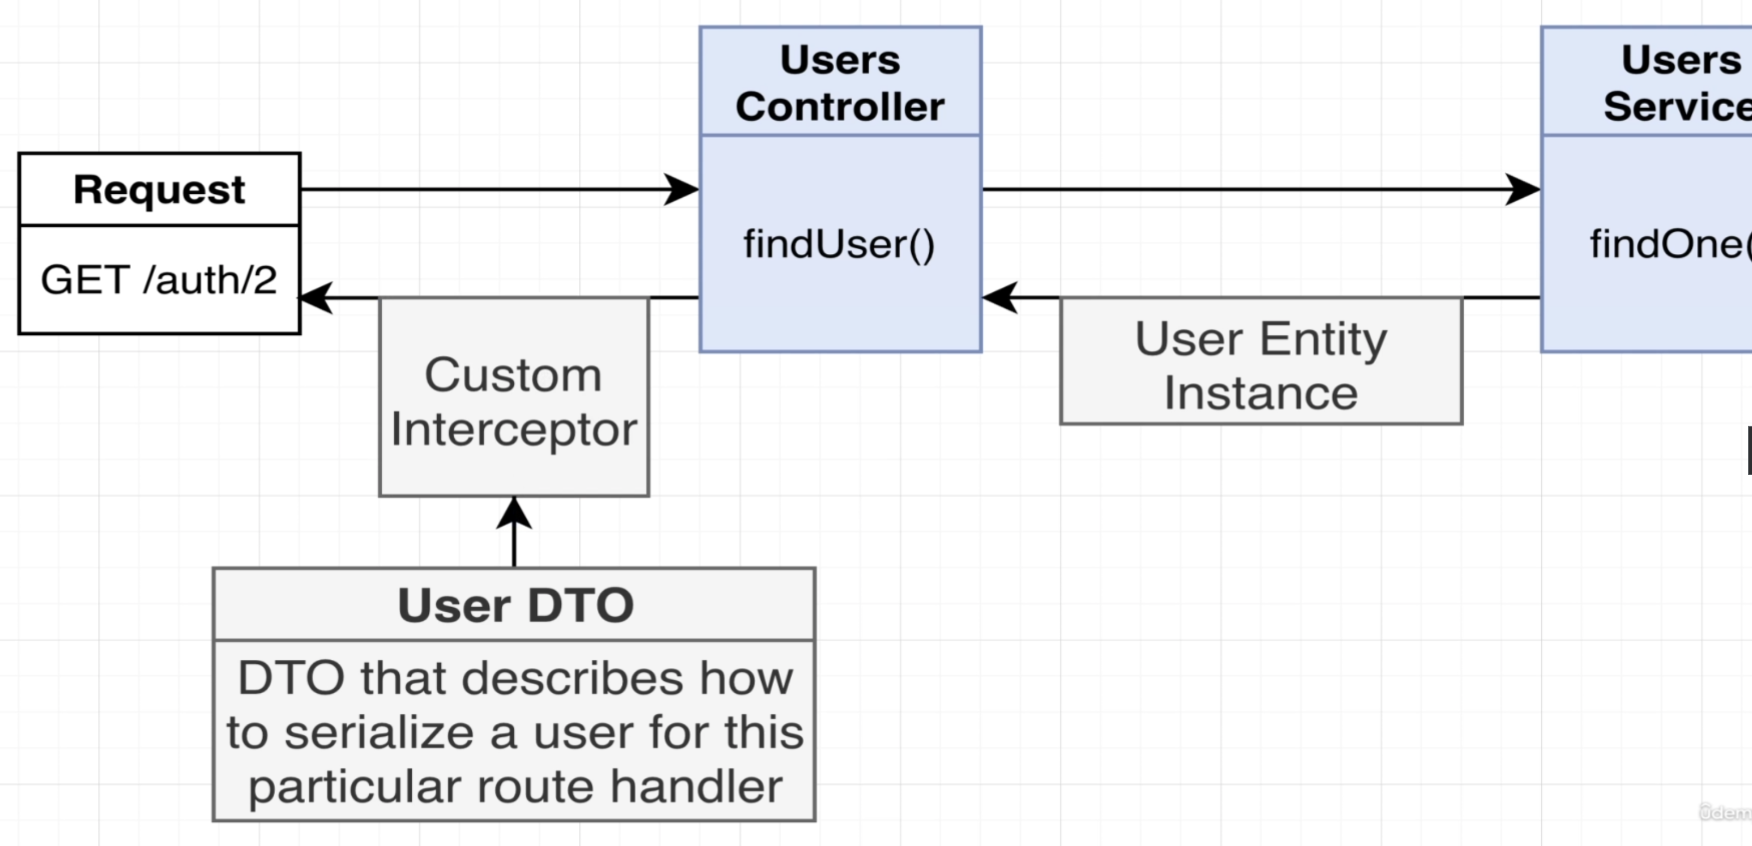 Users
Controller
findUser()
Users
Service
findOne(
Request
GET /auth/2
Custom
Interceptor
User Entity
Instance
User DTO
DTO that describes how
to serialize a user for this
particular route handler
ûdem